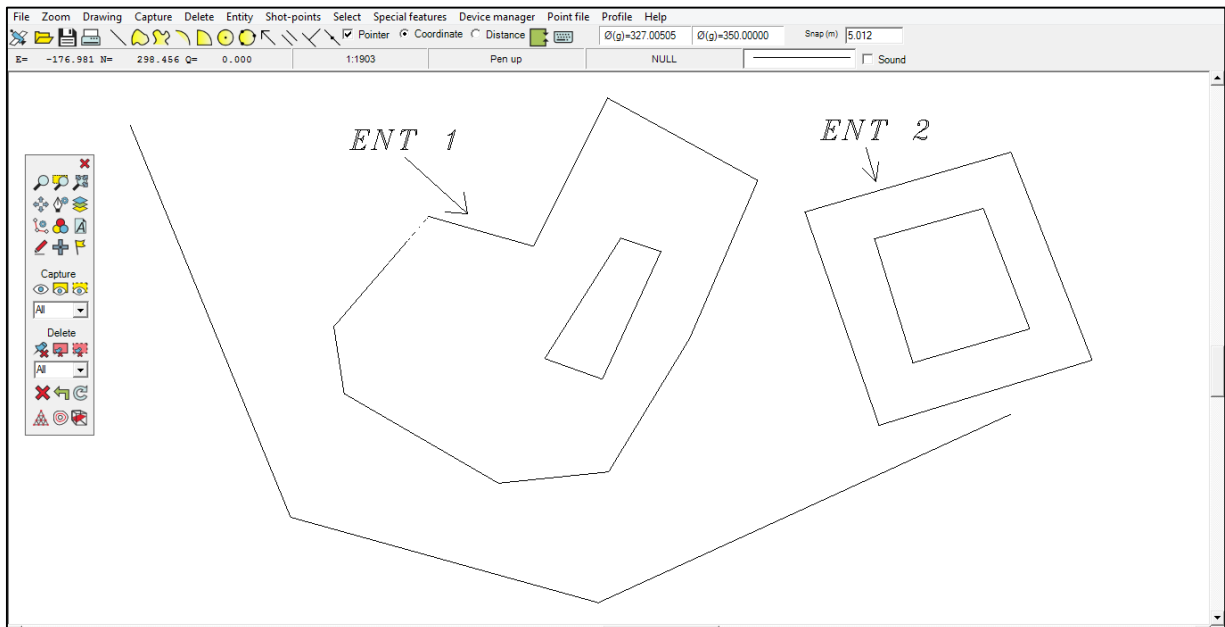 File Zoom Drawing Capture Delete Entity Shot-points Select Special features Device manager Point file Profile Help
Pointer Coordinate Distance Ø(g)=327.00505 Ø(g)=350.00000 Snap (m) 5.012
E= -176.981 N= 298.456 Q= 0.000 1:1903 Pen up NULL Sound
ENT 1
ENT 2
A
Capture
All
Delete
All